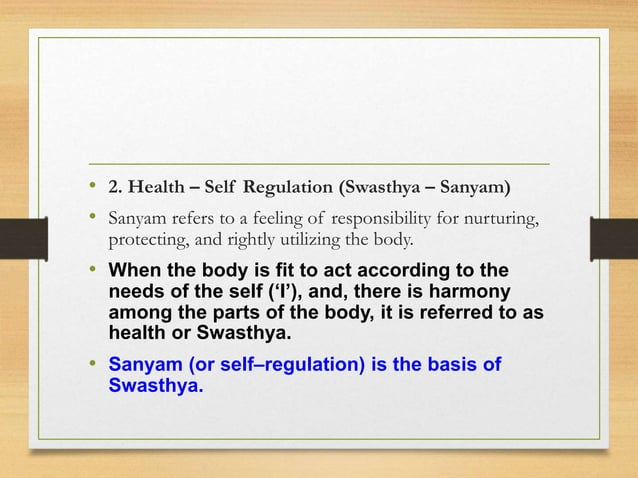 • 2. Health – Self Regulation (Swasthya – Sanyam)
• Sanyam refers to a feeling of responsibility for nurturing,
protecting, and rightly utilizing the body.
• When the body is fit to act according to the
needs of the self (‘I’), and, there is harmony
among the parts of the body, it is referred to as
health or Swasthya.
• Sanyam (or self–regulation) is the basis of
Swasthya.